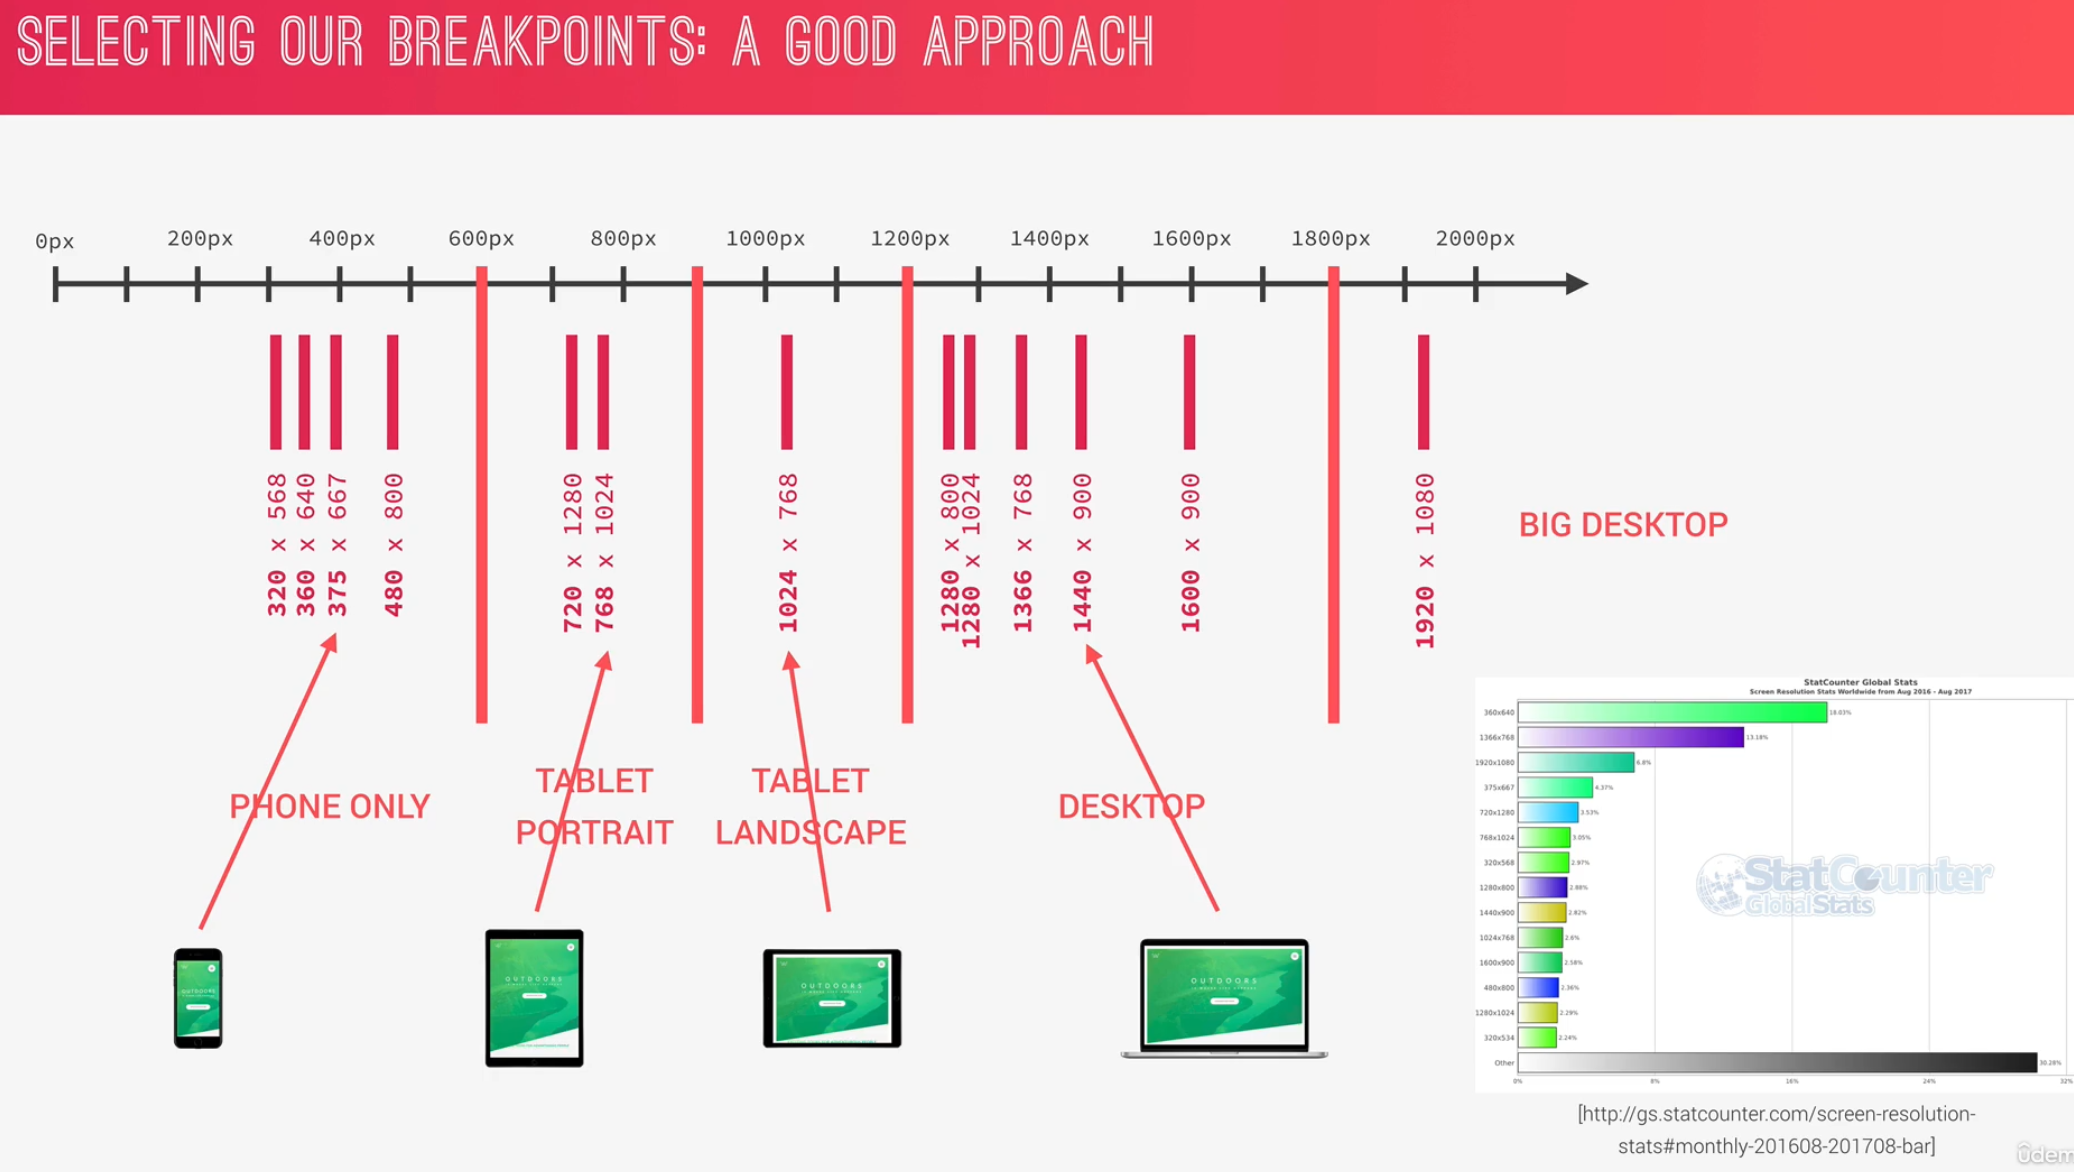 SELECTING OUR BREAKPOINTS: A GOOD APPROACH
0px 200px 400px 600px 800px 1000px 1200px 1400px 1600px 1800px 2000px
320 x 568
360 x 640
375 x 667
480 x 800
720 x 1280
768 x 1024
1024 x 768
1280 x 800
1280 x 1024
1366 x 768
1440 x 900
1600 x 900
1920 x 1080
BIG DESKTOP
PHONE ONLY
TABLET
PORTRAIT
TABLET
LANDSCAPE
DESKTOP
OUTDOORS
OUTDOORS
OUTDOORS
OUTDOORS
StatCounter Global Stats
Screen Resolution Stats Worldwide from Aug 2016 - Aug 2017
360x640 18.03%
1366x768 13.18%
1920x1080 6.8%
375x667 4.37%
720x1280 3.53%
768x1024 3.05%
320x568 2.97%
1280x800 2.88%
1440x900 2.82%
1024x768 2.6%
1600x900 2.58%
480x800 2.36%
1280x1024 2.29%
320x534 2.24%
Other 30.28%
0% 8% 16% 24% 32%
StatCounter
GlobalStats
[http://gs.statcounter.com/screen-resolution-
stats#monthly-201608-201708-bar]
ûdem